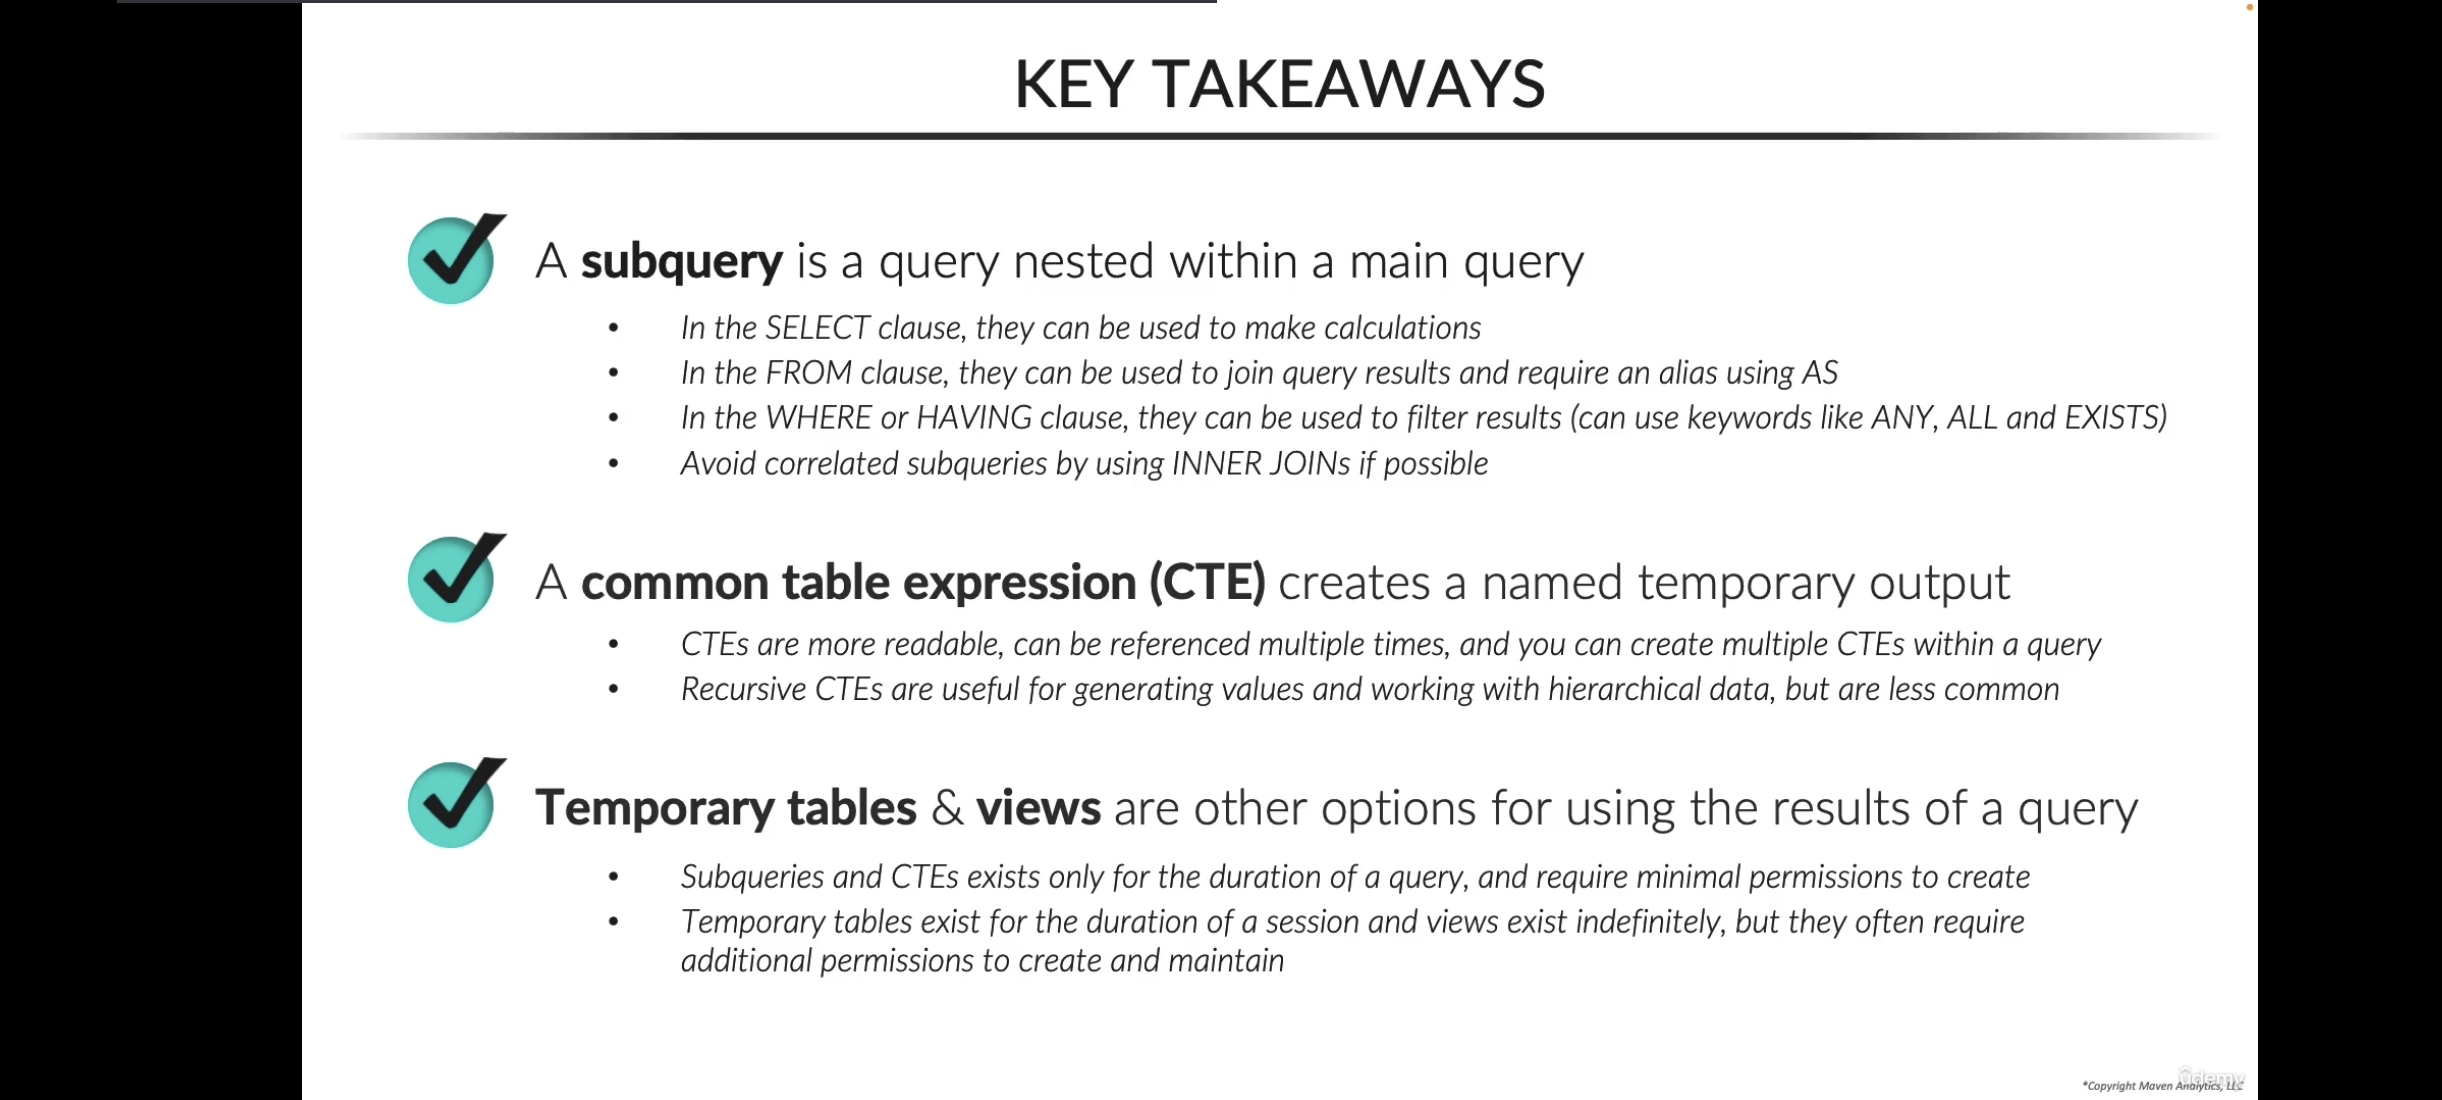 KEY TAKEAWAYS
A subquery is a query nested within a main query
• In the SELECT clause, they can be used to make calculations
• In the FROM clause, they can be used to join query results and require an alias using AS
• In the WHERE or HAVING clause, they can be used to filter results (can use keywords like ANY, ALL and EXISTS)
• Avoid correlated subqueries by using INNER JOINs if possible
A common table expression (CTE) creates a named temporary output
• CTEs are more readable, can be referenced multiple times, and you can create multiple CTEs within a query
• Recursive CTEs are useful for generating values and working with hierarchical data, but are less common
Temporary tables & views are other options for using the results of a query
• Subqueries and CTEs exists only for the duration of a query, and require minimal permissions to create
• Temporary tables exist for the duration of a session and views exist indefinitely, but they often require
additional permissions to create and maintain
*Copyright Maven Analytics, LLC
ûdemy